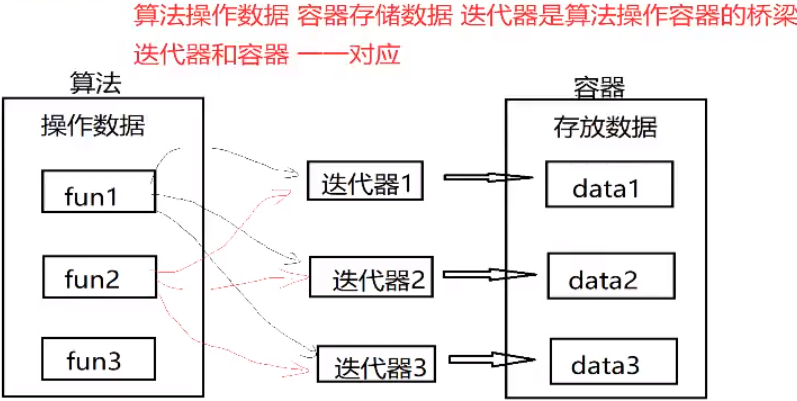 算法操作数据 容器存储数据 迭代器是算法操作容器的桥梁
迭代器和容器 一一对应
算法
容器
操作数据
存放数据
fun1
迭代器1
data1
fun2
迭代器2
data2
fun3
迭代器3
data3